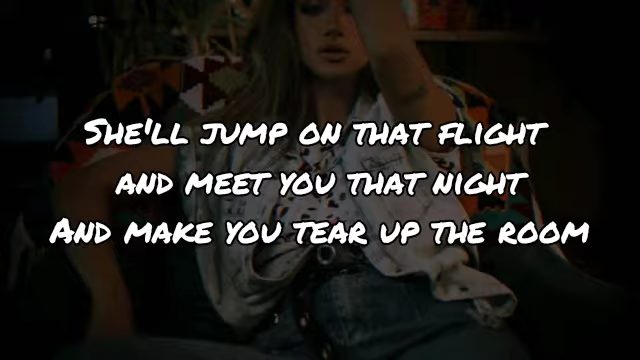 She'll jump on that flight
and meet you that night
And make you tear up the room